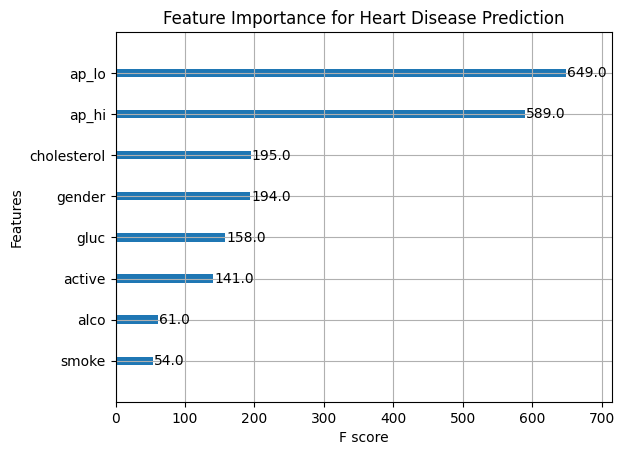 Feature Importance for Heart Disease Prediction
ap_lo 649.0
ap_hi 589.0
cholesterol 195.0
gender 194.0
gluc 158.0
active 141.0
alco 61.0
smoke 54.0
Features
0 100 200 300 400 500 600 700
F score